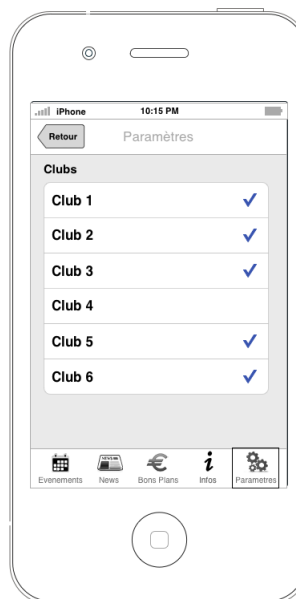 iPhone 10:15 PM
Retour Paramètres
Clubs
Club 1
Club 2
Club 3
Club 4
Club 5
Club 6
NEWS
Evenements News Bons Plans Infos Parametres